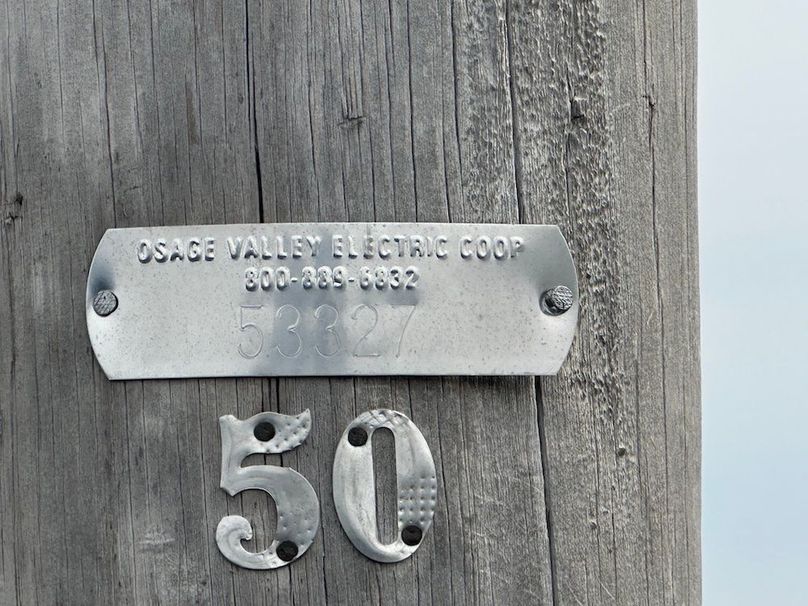 OSAGE VALLEY ELECTRIC COOP
800-889-6832
53327
50